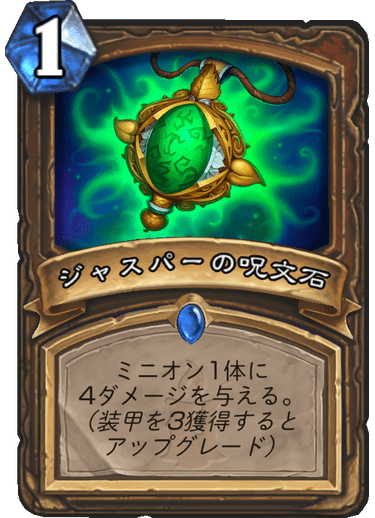 1
ジャスパーの呪文石
ミニオン1体に
4ダメージを与える。
（装甲を3獲得すると
アップグレード）